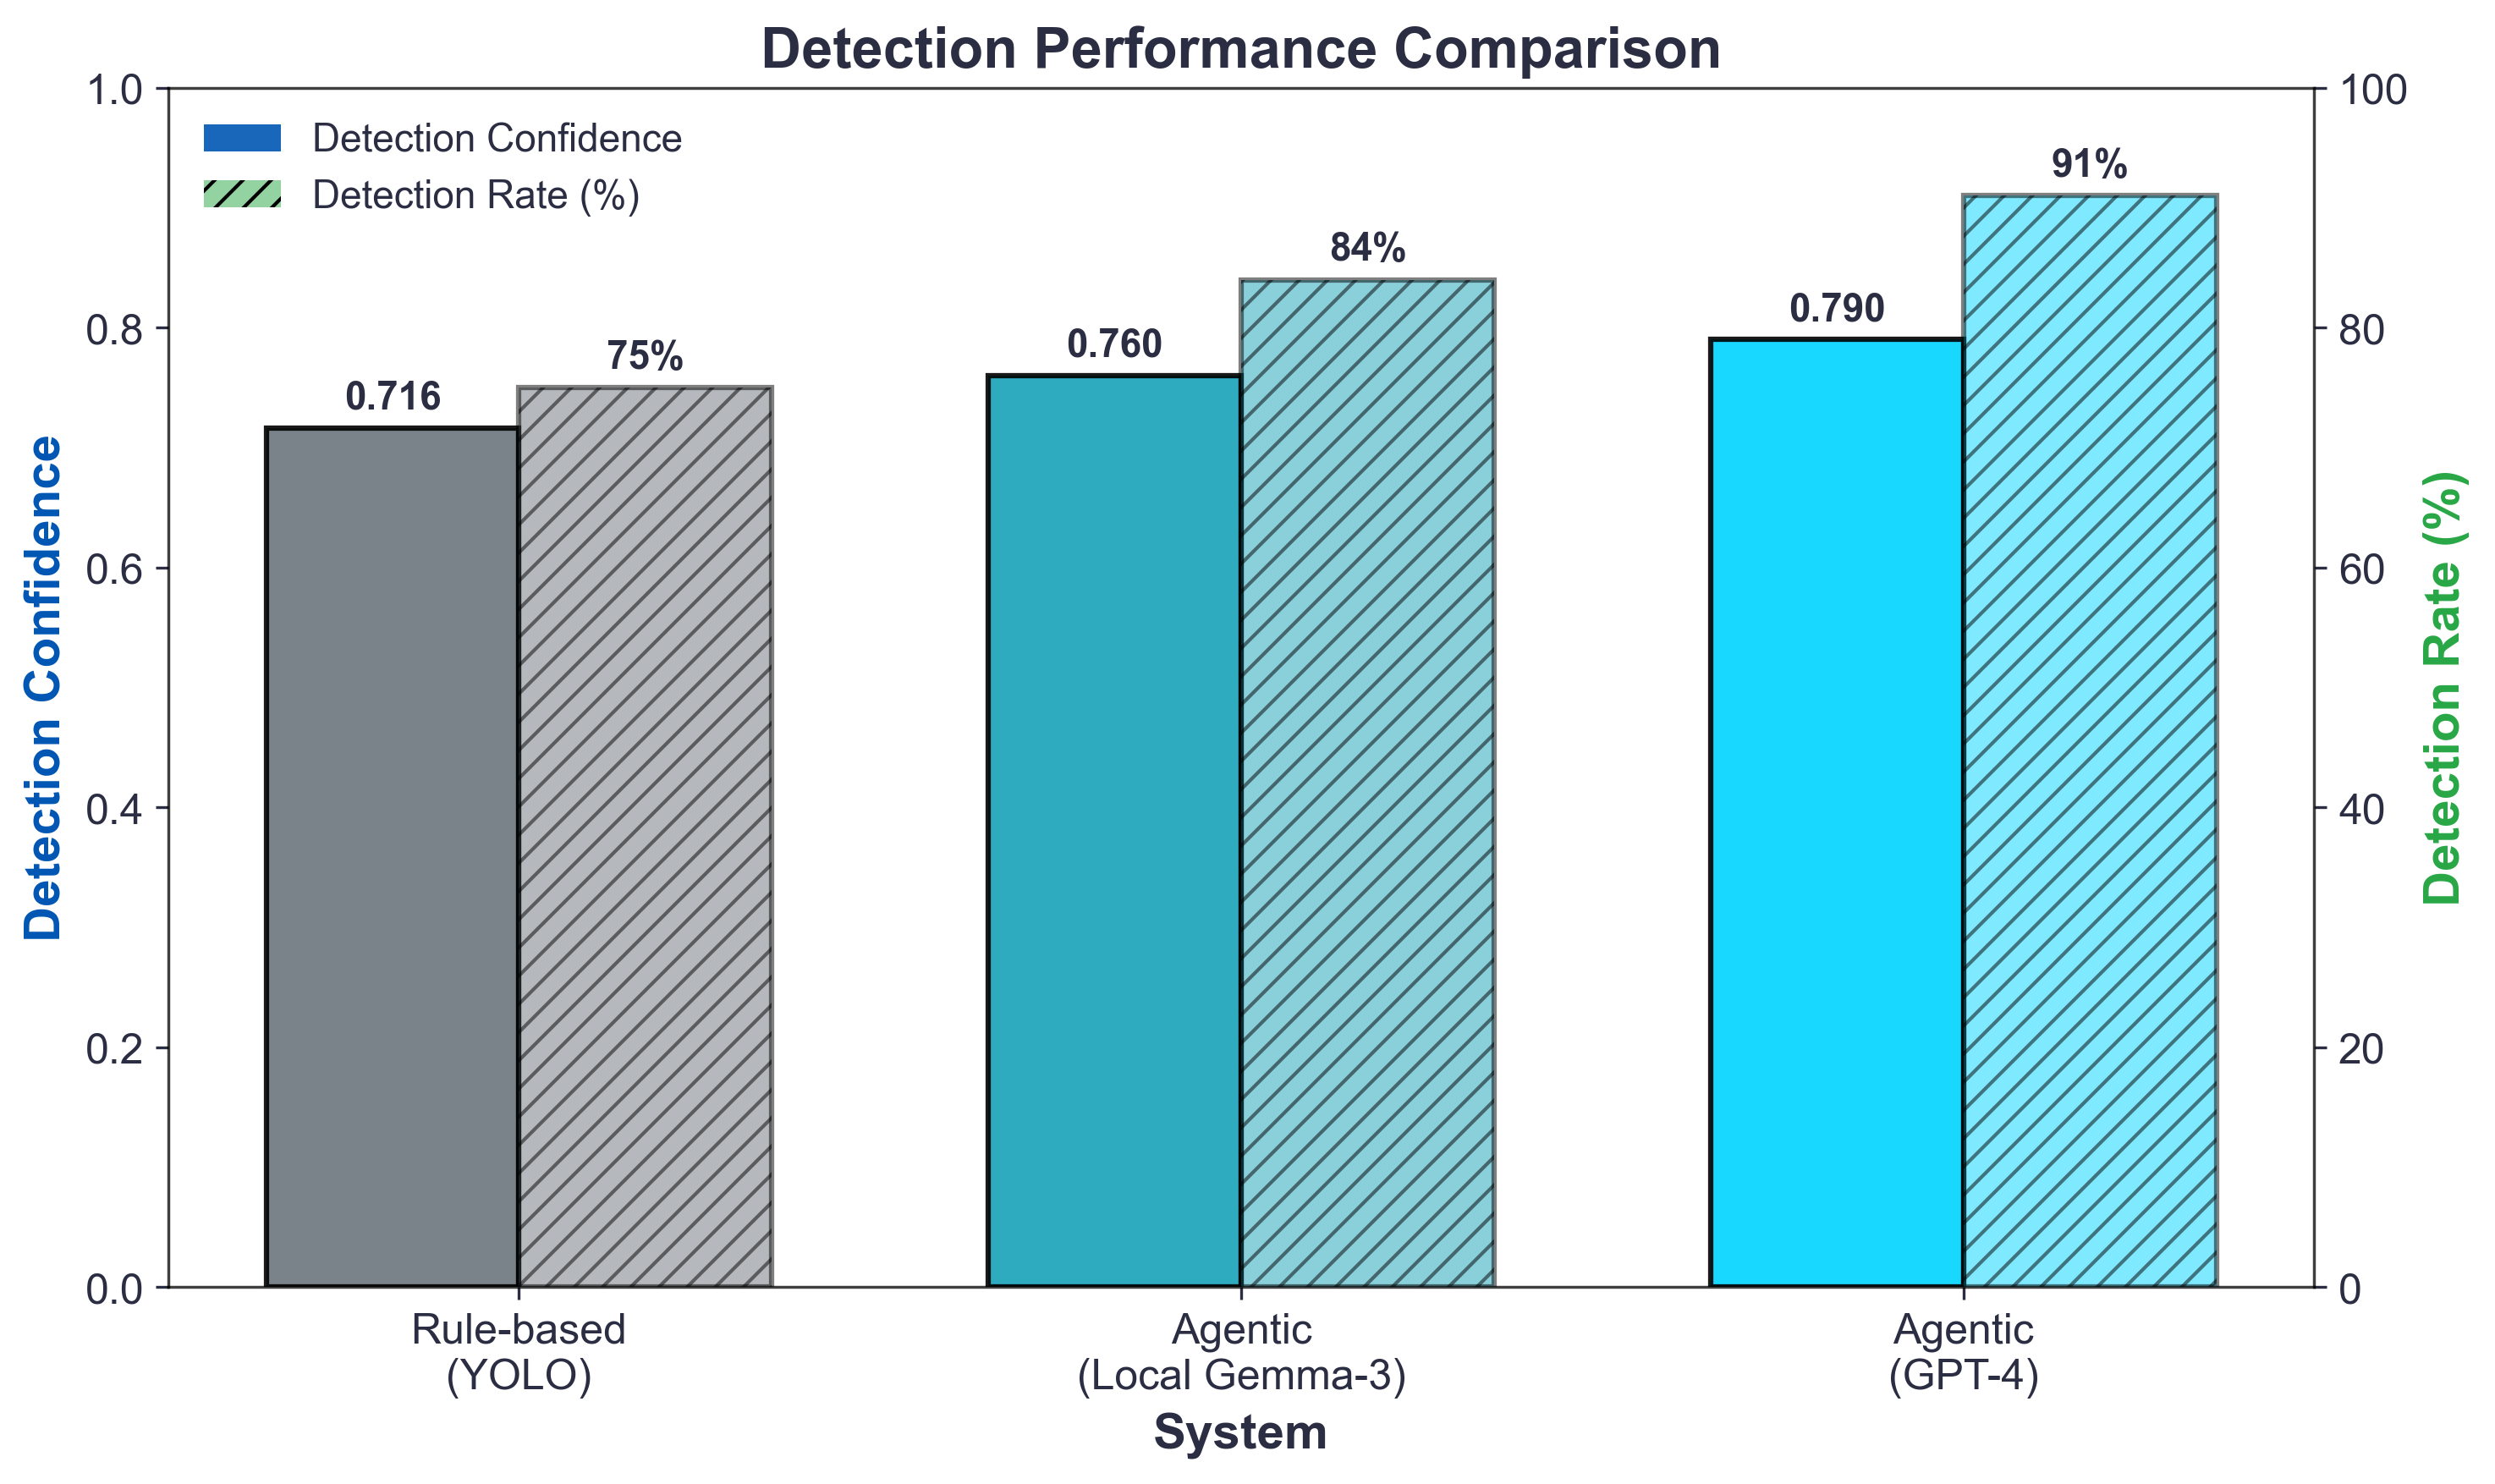 Detection Performance Comparison
Detection Confidence
Detection Rate (%)
1.0
0.8
0.6
0.4
0.2
0.0
Detection Confidence
100
80
60
40
20
0
Detection Rate (%)
0.716
75%
0.760
84%
0.790
91%
Rule-based
(YOLO)
Agentic
(Local Gemma-3)
Agentic
(GPT-4)
System